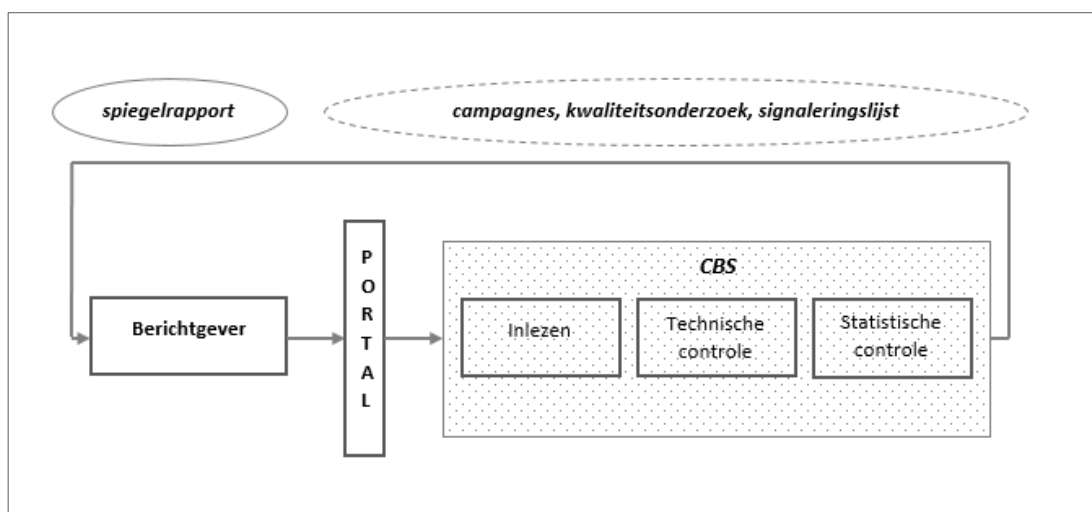 spiegelrapport
campagnes, kwaliteitsonderzoek, signaleringslijst
Berichtgever
P
O
R
T
A
L
CBS
Inlezen
Technische
controle
Statistische
controle